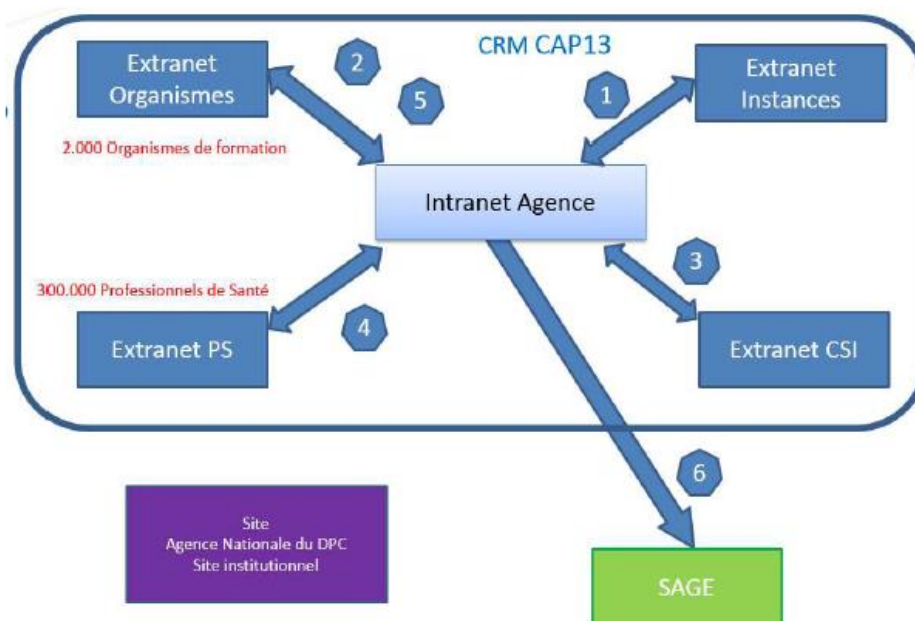 CRM CAP13
Extranet
Organismes
2
5
1
Extranet
Instances
2.000 Organismes de formation
Intranet Agence
3
300.000 Professionnels de Santé
4
Extranet PS
Extranet CSI
6
Site
Agence Nationale du DPC
Site institutionnel
SAGE